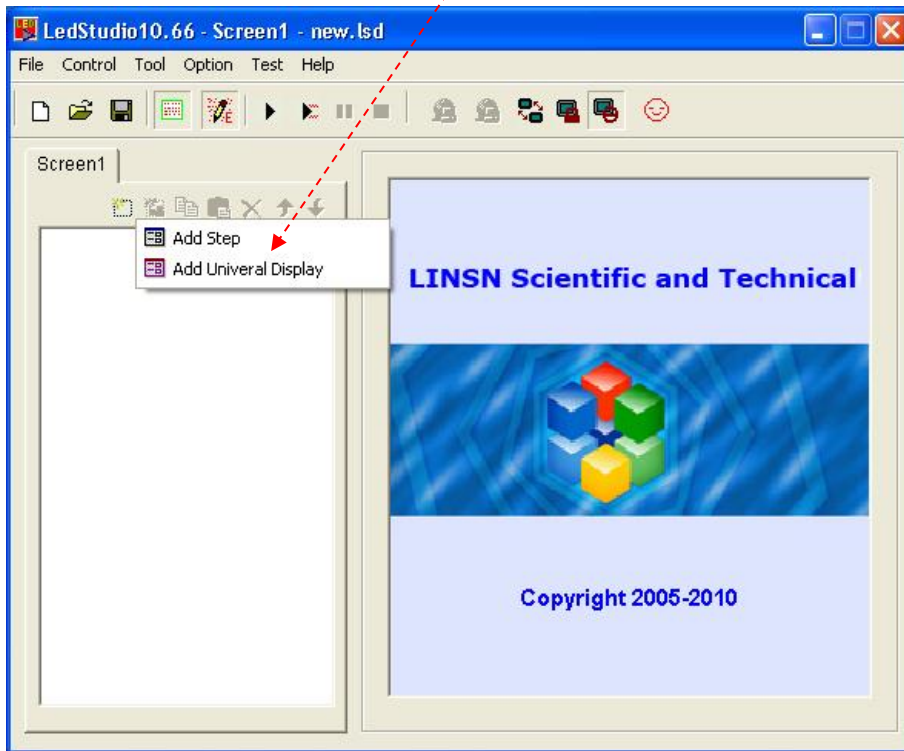 LedStudio10.66 - Screen1 - new.lsd
File Control Tool Option Test Help
Screen1
Add Step
Add Univeral Display
LINSN Scientific and Technical
Copyright 2005-2010